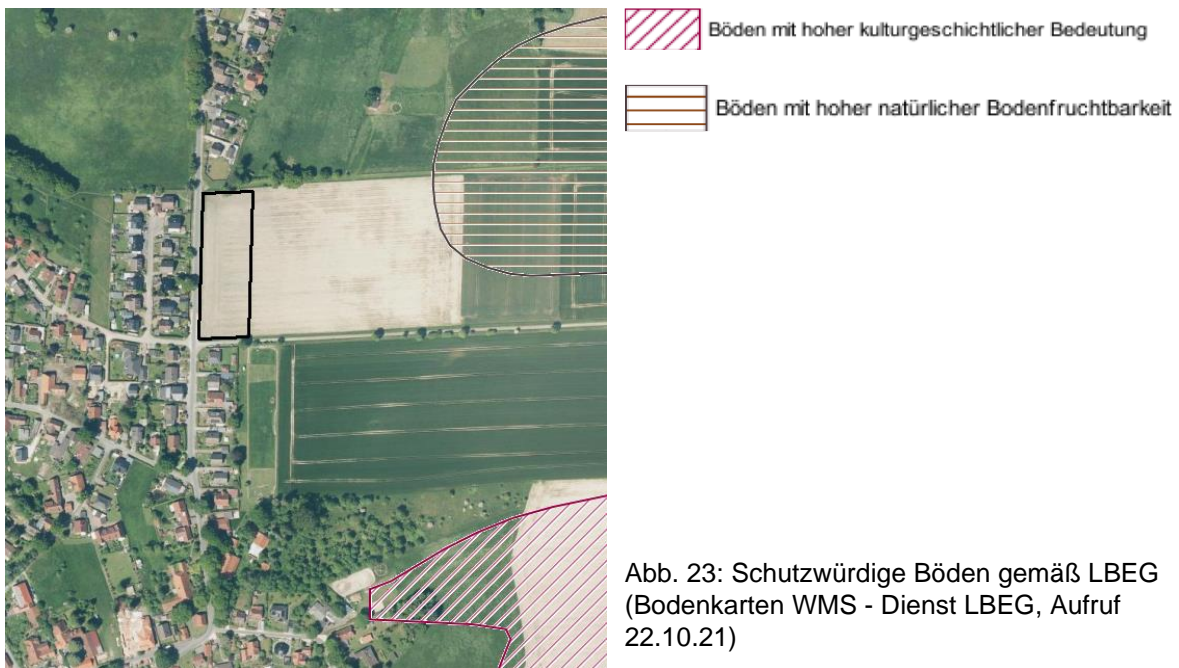 Böden mit hoher kulturgeschichtlicher Bedeutung
Böden mit hoher natürlicher Bodenfruchtbarkeit
Abb. 23: Schutzwürdige Böden gemäß LBEG
(Bodenkarten WMS - Dienst LBEG, Aufruf
22.10.21)